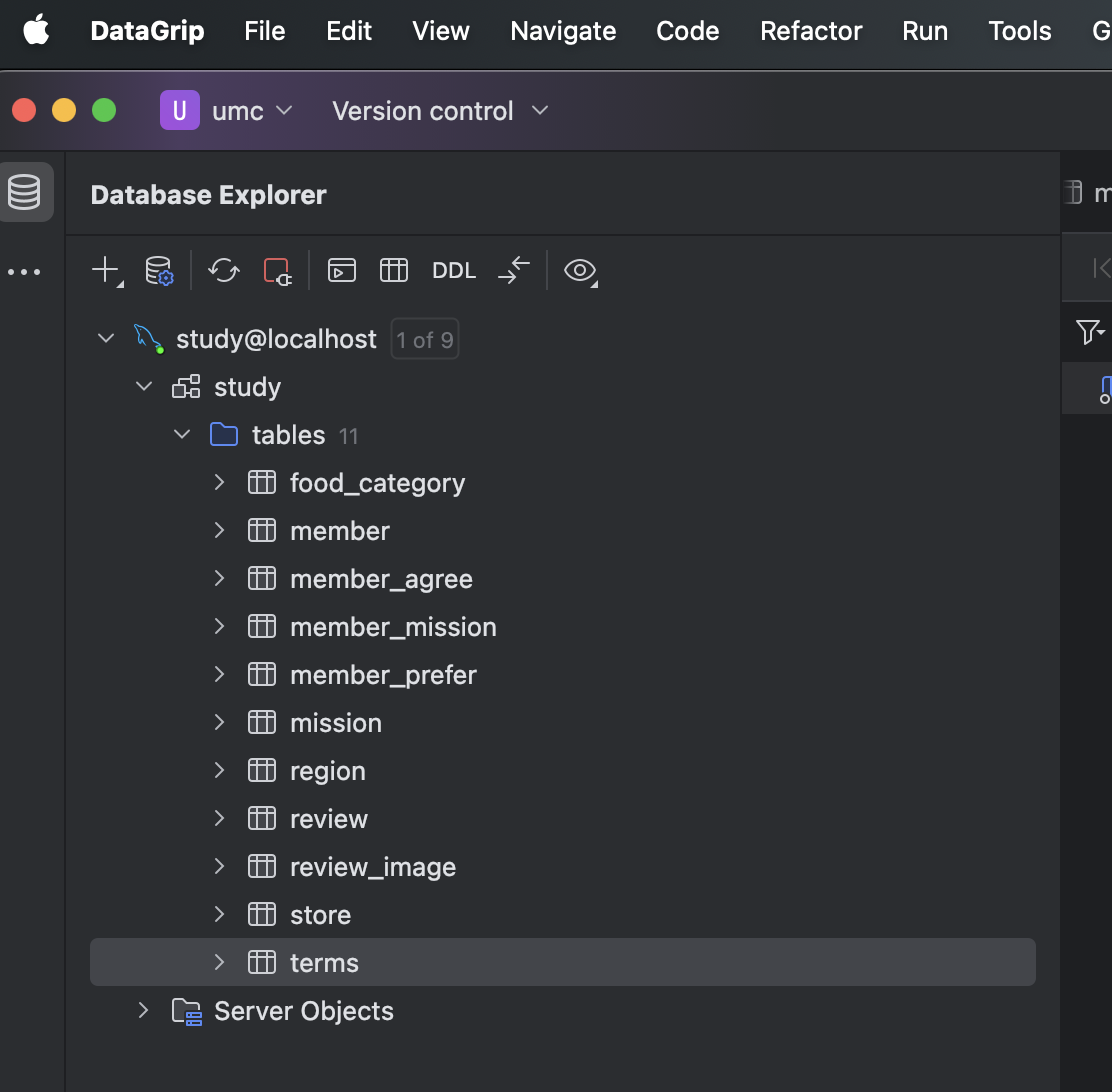 DataGrip File Edit View Navigate Code Refactor Run Tools G
U umc Version control
Database Explorer
m
DDL
study@localhost 1 of 9
study
tables 11
food_category
member
member_agree
member_mission
member_prefer
mission
region
review
review_image
store
terms
Server Objects